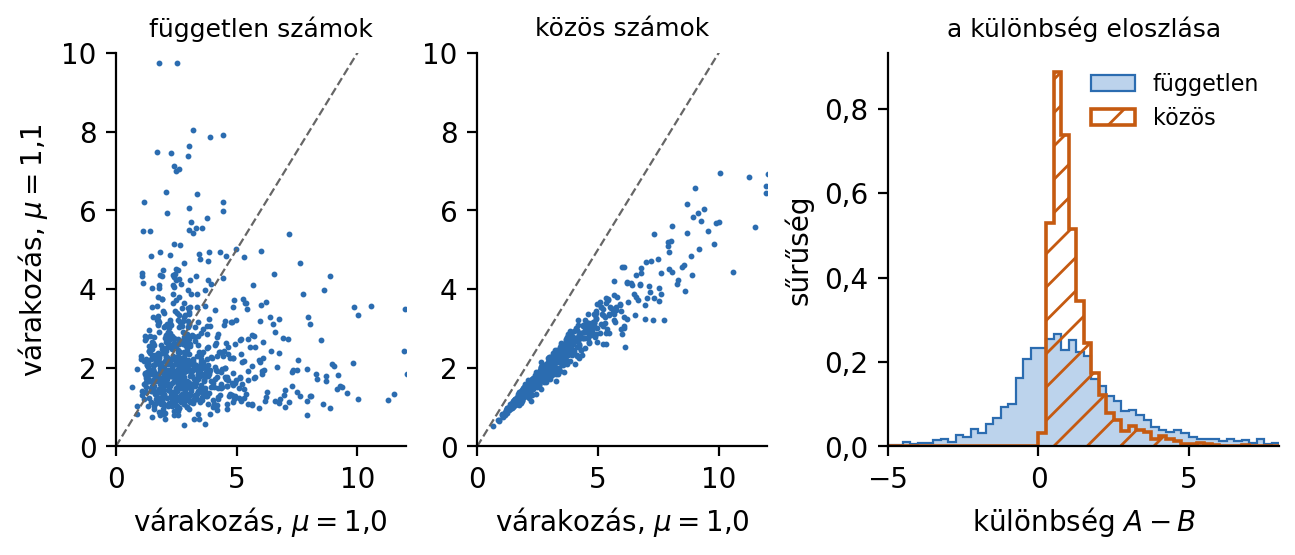 független számok
várakozás, μ = 1,1
10
8
6
4
2
0
0
5
10
várakozás, μ = 1,0
közös számok
10
8
6
4
2
0
0
5
10
várakozás, μ = 1,0
a különbség eloszlása
független
közös
sűrűség
0,8
0,6
0,4
0,2
0,0
−5
0
5
különbség A − B